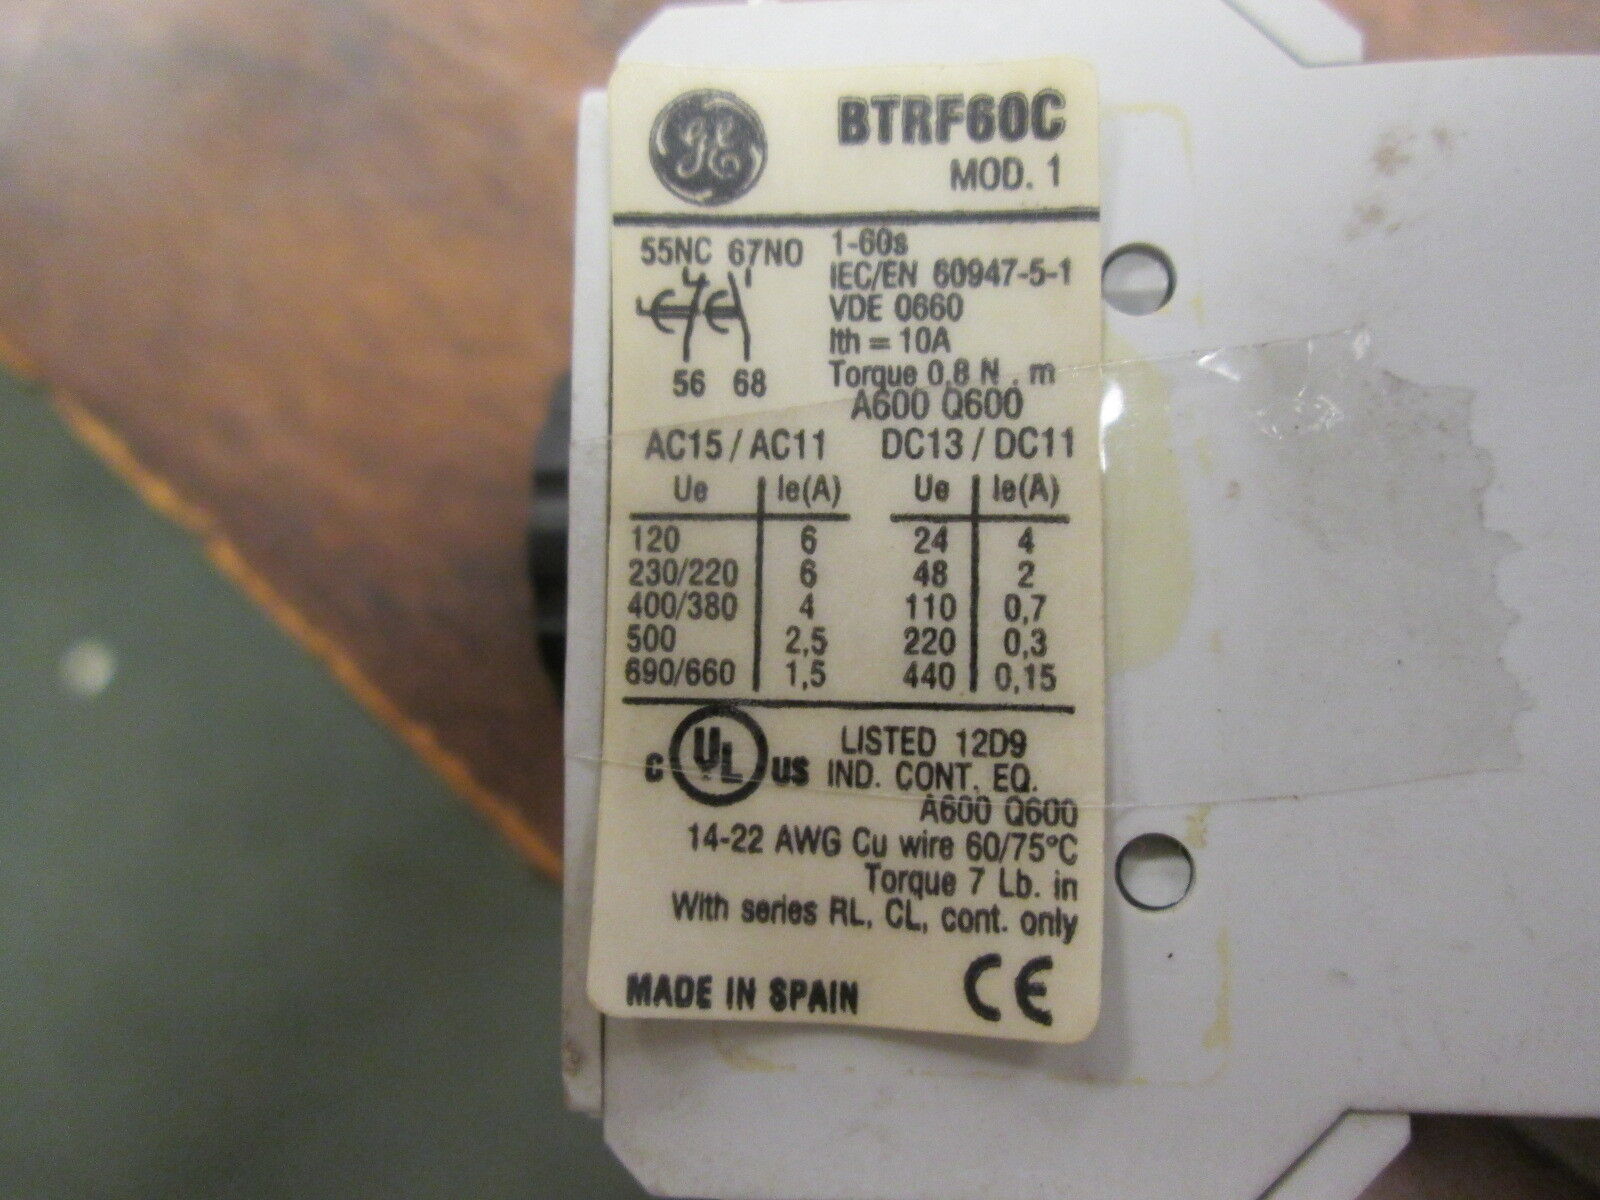 GE
BTRF60C
MOD. 1
55NC 67NO
56 68
1-60s
IEC/EN 60947-5-1
VDE 0660
Ith = 10A
Torque 0,8 N . m
A600 Q600
AC15 / AC11 DC13 / DC11
Ue Ie(A) Ue Ie(A)
120 6 24 4
230/220 6 48 2
400/380 4 110 0,7
500 2,5 220 0,3
690/660 1,5 440 0,15
C UL US LISTED 12D9
IND. CONT. EQ.
A600 Q600
14-22 AWG Cu wire 60/75°C
Torque 7 Lb. in
With series RL, CL, cont. only
MADE IN SPAIN CE